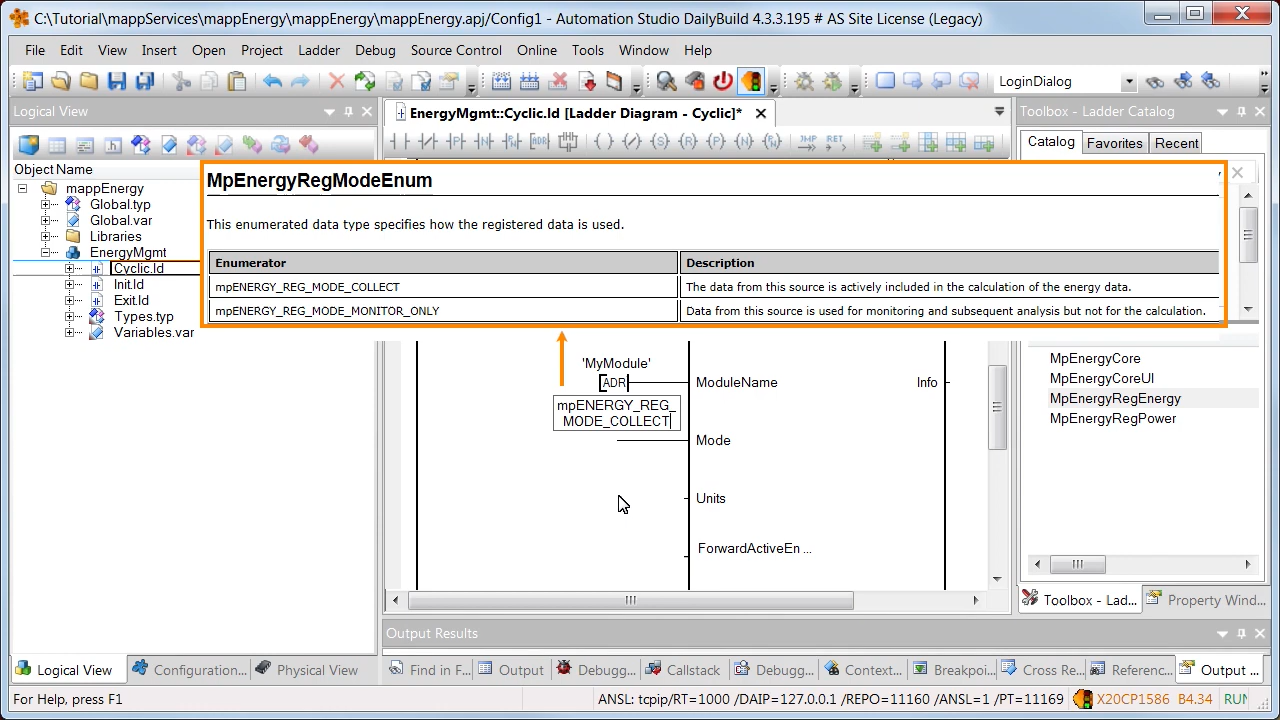 C:\Tutorial\mappServices\mappEnergy\mappEnergy.apj/Config1 - Automation Studio DailyBuild 4.3.3.195 # AS Site License (Legacy)
File Edit View Insert Open Project Ladder Debug Source Control Online Tools Window Help
LoginDialog
Logical View
EnergyMgmt::Cyclic.ld [Ladder Diagram - Cyclic]*
Toolbox - Ladder Catalog
Catalog Favorites Recent
Object Name
mappEnergy
Global.typ
Global.var
Libraries
EnergyMgmt
Cyclic.ld
Init.ld
Exit.ld
Types.typ
Variables.var
MpEnergyRegModeEnum
This enumerated data type specifies how the registered data is used.
Enumerator Description
mpENERGY_REG_MODE_COLLECT The data from this source is actively included in the calculation of the energy data.
mpENERGY_REG_MODE_MONITOR_ONLY Data from this source is used for monitoring and subsequent analysis but not for the calculation.
'MyModule'
ADR ModuleName Info
mpENERGY_REG_
MODE_COLLECT
Mode
Units
ForwardActiveEn ...
MpEnergyCore
MpEnergyCoreUI
MpEnergyRegEnergy
MpEnergyRegPower
Toolbox - Lad... Property Wind...
Output Results
Logical View Configuration... Physical View Find in F... Output Debugg... Callstack Debugg... Context... Breakpoi... Cross Re... Referenc... Output ...
For Help, press F1 ANSL: tcpip/RT=1000 /DAIP=127.0.0.1 /REPO=11160 /ANSL=1 /PT=11169 X20CP1586 B4.34 RUN